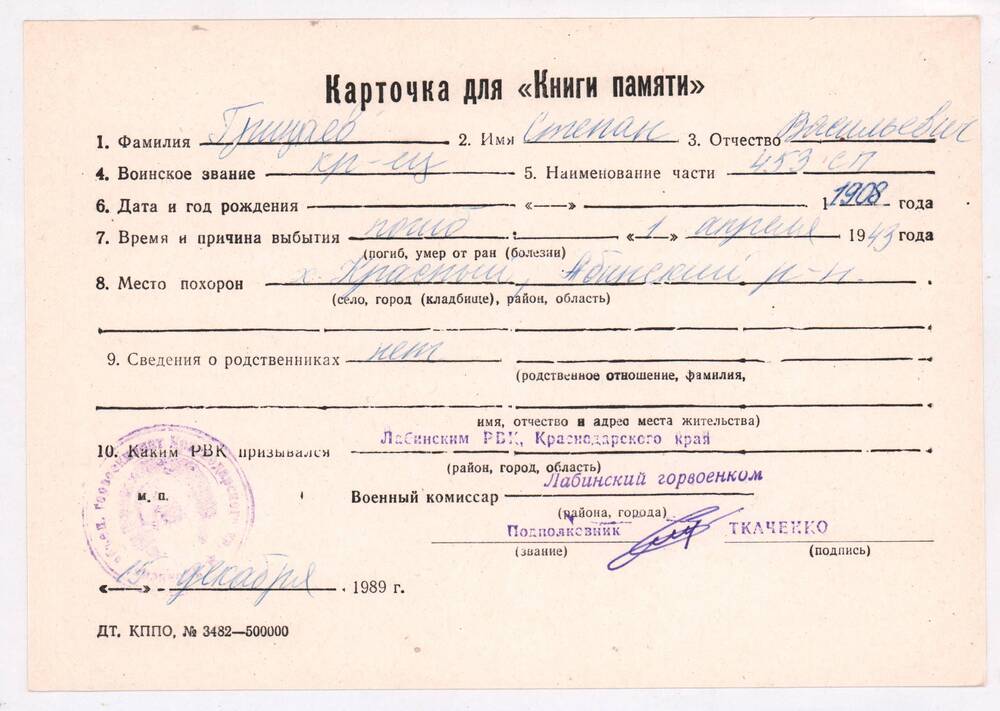 Карточка для «Книги памяти»
1. Фамилия Грицаев 2. Имя Степан 3. Отчество Васильевич
4. Воинское звание кр-ец 5. Наименование части 453 сп
6. Дата и год рождения «—» 1908 года
7. Время и причина выбытия погиб «1» апреля 1943 года
(погиб, умер от ран (болезни)
8. Место похорон х. Красный, Абинский р-н.
(село, город (кладбище), район, область)
9. Сведения о родственниках нет
(родственное отношение, фамилия,
имя, отчество и адрес места жительства)
10. Каким РВК призывался Лабинским РВК, Краснодарского край
(район, город, область)
м. п. Военный комиссар Лабинский горвоенком
(района, города)
Подполковник ТКАЧЕНКО
(звание) (подпись)
«15» декабря 1989 г.
ДТ. КППО, № 3482—500000